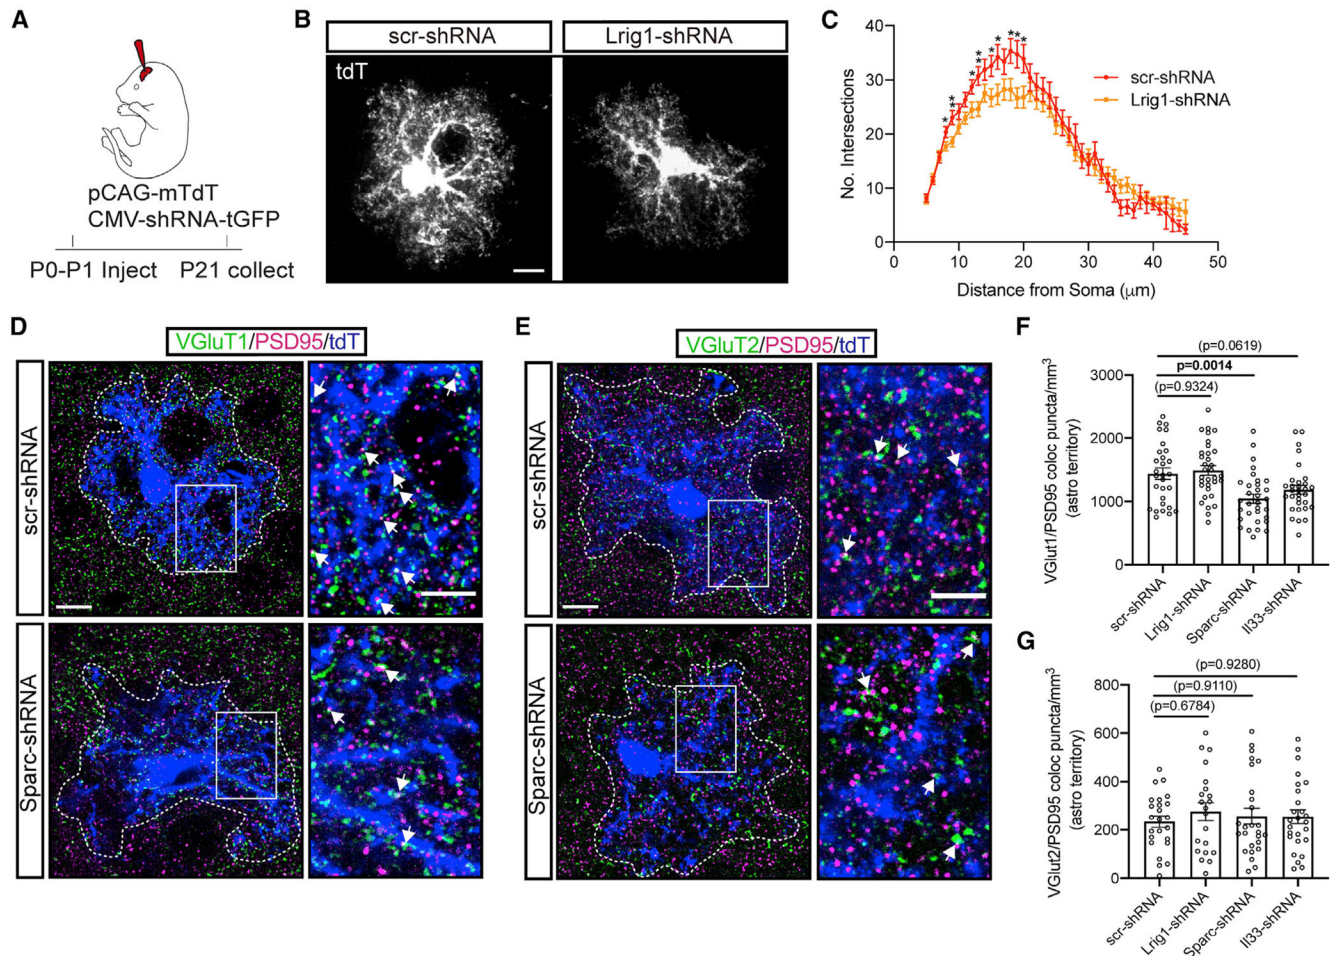 A
pCAG-mTdT
CMV-shRNA-tGFP
P0-P1 Inject
P21 collect
B
scr-shRNA
Lrig1-shRNA
tdT
C
No. Intersections
40
30
20
10
0
0
10
20
30
40
50
Distance from Soma (μm)
** ** ** * * * * * *
scr-shRNA
Lrig1-shRNA
D
VGluT1/PSD95/tdT
scr-shRNA
Sparc-shRNA
E
VGluT2/PSD95/tdT
scr-shRNA
Sparc-shRNA
F
VGlut1/PSD95 coloc puncta/mm³
(astro territory)
(p=0.0619)
p=0.0014
(p=0.9324)
3000
2000
1000
0
scr-shRNA
Lrig1-shRNA
Sparc-shRNA
Il33-shRNA
G
VGlut2/PSD95 coloc puncta/mm³
(astro territory)
(p=0.9280)
(p=0.9110)
(p=0.6784)
800
600
400
200
0
scr-shRNA
Lrig1-shRNA
Sparc-shRNA
Il33-shRNA